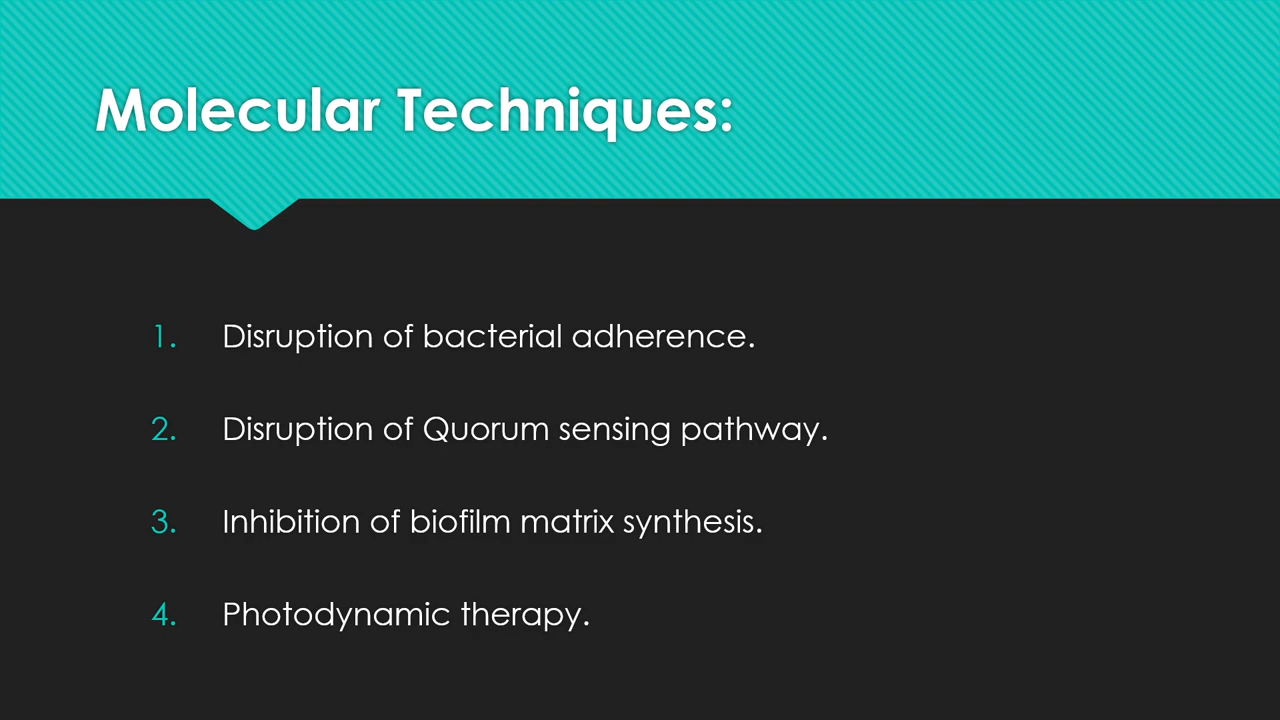 Molecular Techniques:
1. Disruption of bacterial adherence.
2. Disruption of Quorum sensing pathway.
3. Inhibition of biofilm matrix synthesis.
4. Photodynamic therapy.